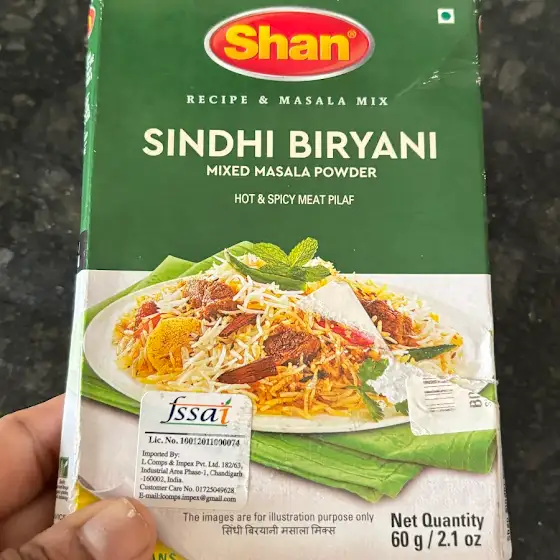 Shan®
RECIPE & MASALA MIX
SINDHI BIRYANI
MIXED MASALA POWDER
HOT & SPICY MEAT PILAF
fssai
Lic. No. 10012011000074
Imported By:
L Comps & Impex Pvt. Ltd. 182/63,
Industrial Area Phase-1, Chandigarh
-160002, India.
Customer Care No. 01725049628
E-mail:lcomps.impex@gmail.com
The images are for illustration purpose only
सिंधी बिरयानी मसाला मिक्स
Net Quantity
60 g / 2.1 oz